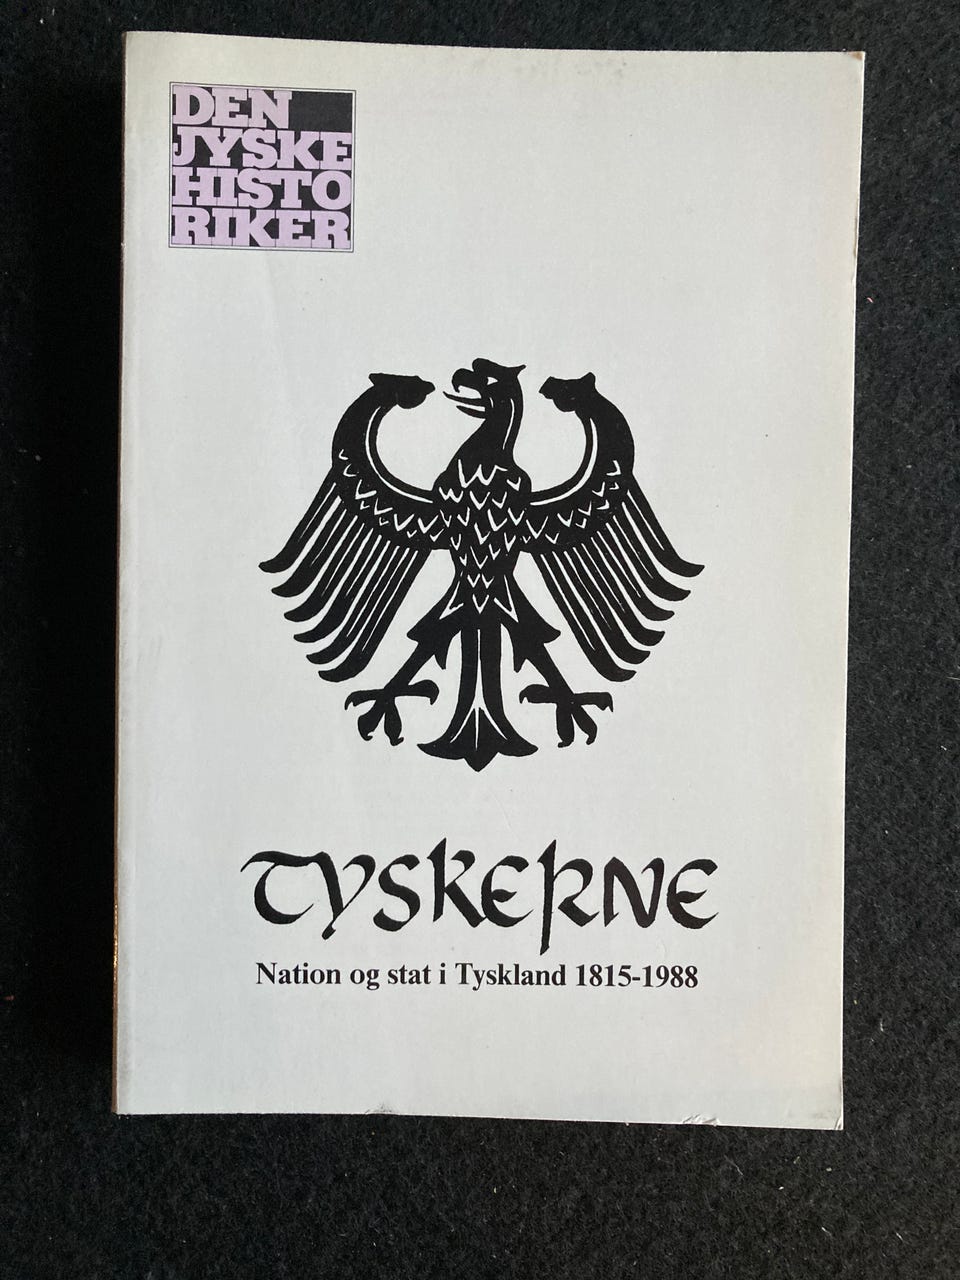 DEN
JYSKE
HISTO
RIKER
TYSKERNE
Nation og stat i Tyskland 1815-1988